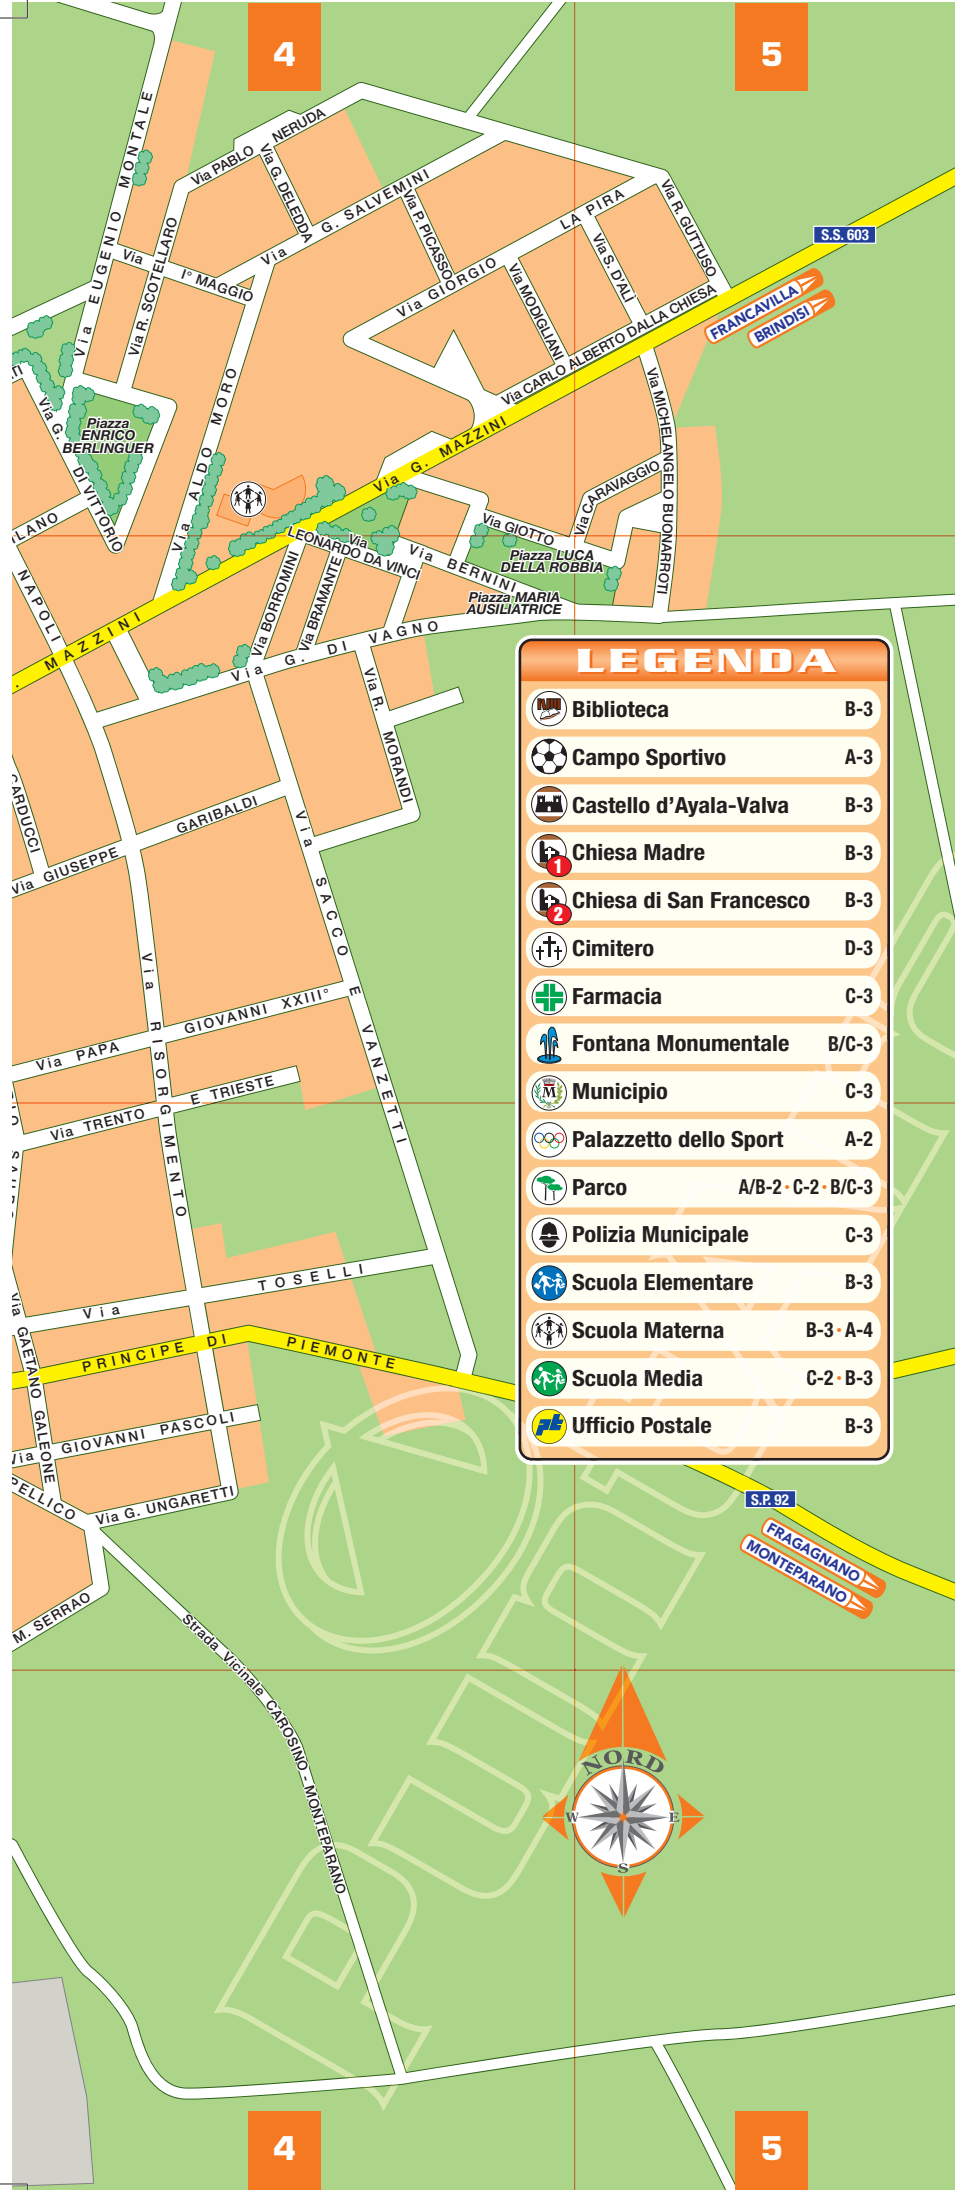 4
5
Via EUGENIO MONTALE
Via PABLO NERUDA
Via G. DELEDDA
Via G. SALVEMINI
Via P. PICASSO
Via GIORGIO LA PIRA
Via R. GUTTUSO
Via S. D'ALÌ
Via MODIGLIANI
Via R. SCOTELLARO
Via I° MAGGIO
S.S. 603
FRANCAVILLA
BRINDISI
Via CARLO ALBERTO DALLA CHIESA
Via ALDO MORO
TI
Via G. DI VITTORIO
Piazza
ENRICO
BERLINGUER
Via G. MAZZINI
Via MICHELANGELO BUONARROTI
Via CARAVAGGIO
Via GIOTTO
Piazza LUCA
DELLA ROBBIA
Via LEONARDO DA VINCI
Via BERNINI
Piazza MARIA
AUSILIATRICE
ILANO
NAPOLI
. MAZZINI
Via BORROMINI
Via BRAMANTE
Via G. DI VAGNO
Via R. MORANDI
CARDUCCI
Via GIUSEPPE GARIBALDI
Via SACCO E VANZETTI
Via RISORGIMENTO
Via PAPA GIOVANNI XXIII°
Via TRENTO E TRIESTE
Via TOSELLI
PRINCIPE DI PIEMONTE
Via GAETANO GALEONE
Via GIOVANNI PASCOLI
PELLICO
Via G. UNGARETTI
M. SERRAO
Strada Vicinale CAROSINO - MONTEPARANO
LEGENDA
Biblioteca B-3
Campo Sportivo A-3
Castello d'Ayala-Valva B-3
1 Chiesa Madre B-3
2 Chiesa di San Francesco B-3
Cimitero D-3
Farmacia C-3
Fontana Monumentale B/C-3
M Municipio C-3
Palazzetto dello Sport A-2
Parco A/B-2 • C-2 • B/C-3
Polizia Municipale C-3
Scuola Elementare B-3
Scuola Materna B-3 • A-4
Scuola Media C-2 • B-3
pt Ufficio Postale B-3
S.P. 92
FRAGAGNANO
MONTEPARANO
NORD
W E
S
4
5